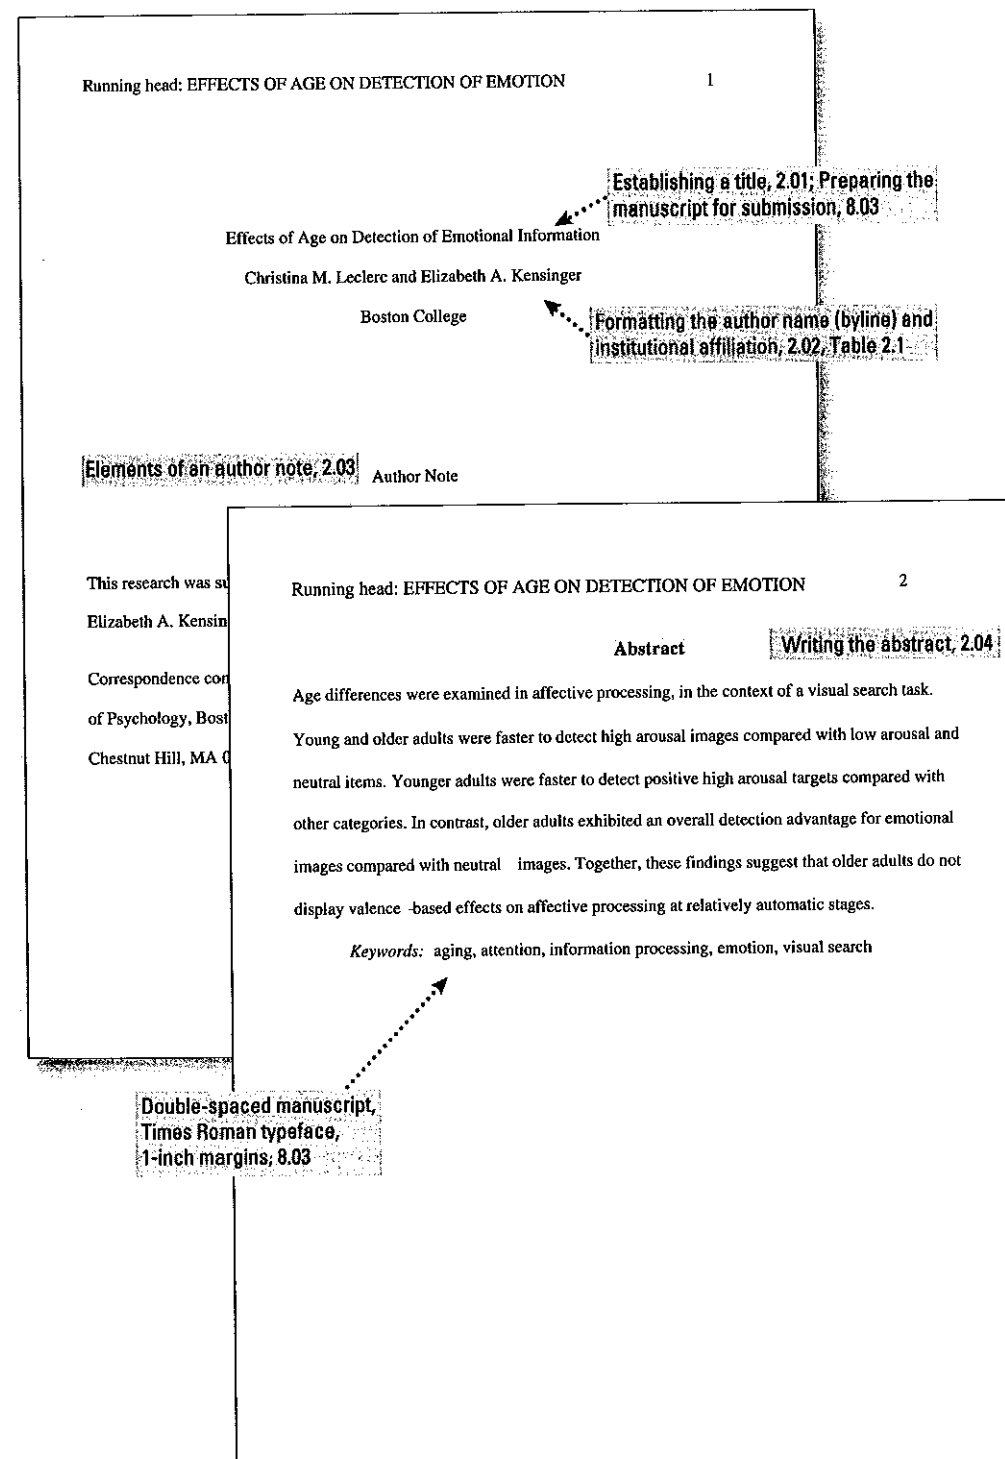 Running head: EFFECTS OF AGE ON DETECTION OF EMOTION 1
Establishing a title, 2.01; Preparing the
manuscript for submission, 8.03
Effects of Age on Detection of Emotional Information
Christina M. Leclerc and Elizabeth A. Kensinger
Boston College
Formatting the author name (byline) and
institutional affiliation, 2.02, Table 2.1
Elements of an author note, 2.03
Author Note
This research was su
Elizabeth A. Kensin
Correspondence con
of Psychology, Bost
Chestnut Hill, MA 0
Running head: EFFECTS OF AGE ON DETECTION OF EMOTION 2
Abstract
Writing the abstract, 2.04
Age differences were examined in affective processing, in the context of a visual search task.
Young and older adults were faster to detect high arousal images compared with low arousal and
neutral items. Younger adults were faster to detect positive high arousal targets compared with
other categories. In contrast, older adults exhibited an overall detection advantage for emotional
images compared with neutral images. Together, these findings suggest that older adults do not
display valence -based effects on affective processing at relatively automatic stages.
Keywords: aging, attention, information processing, emotion, visual search
Double-spaced manuscript,
Times Roman typeface,
1-inch margins, 8.03